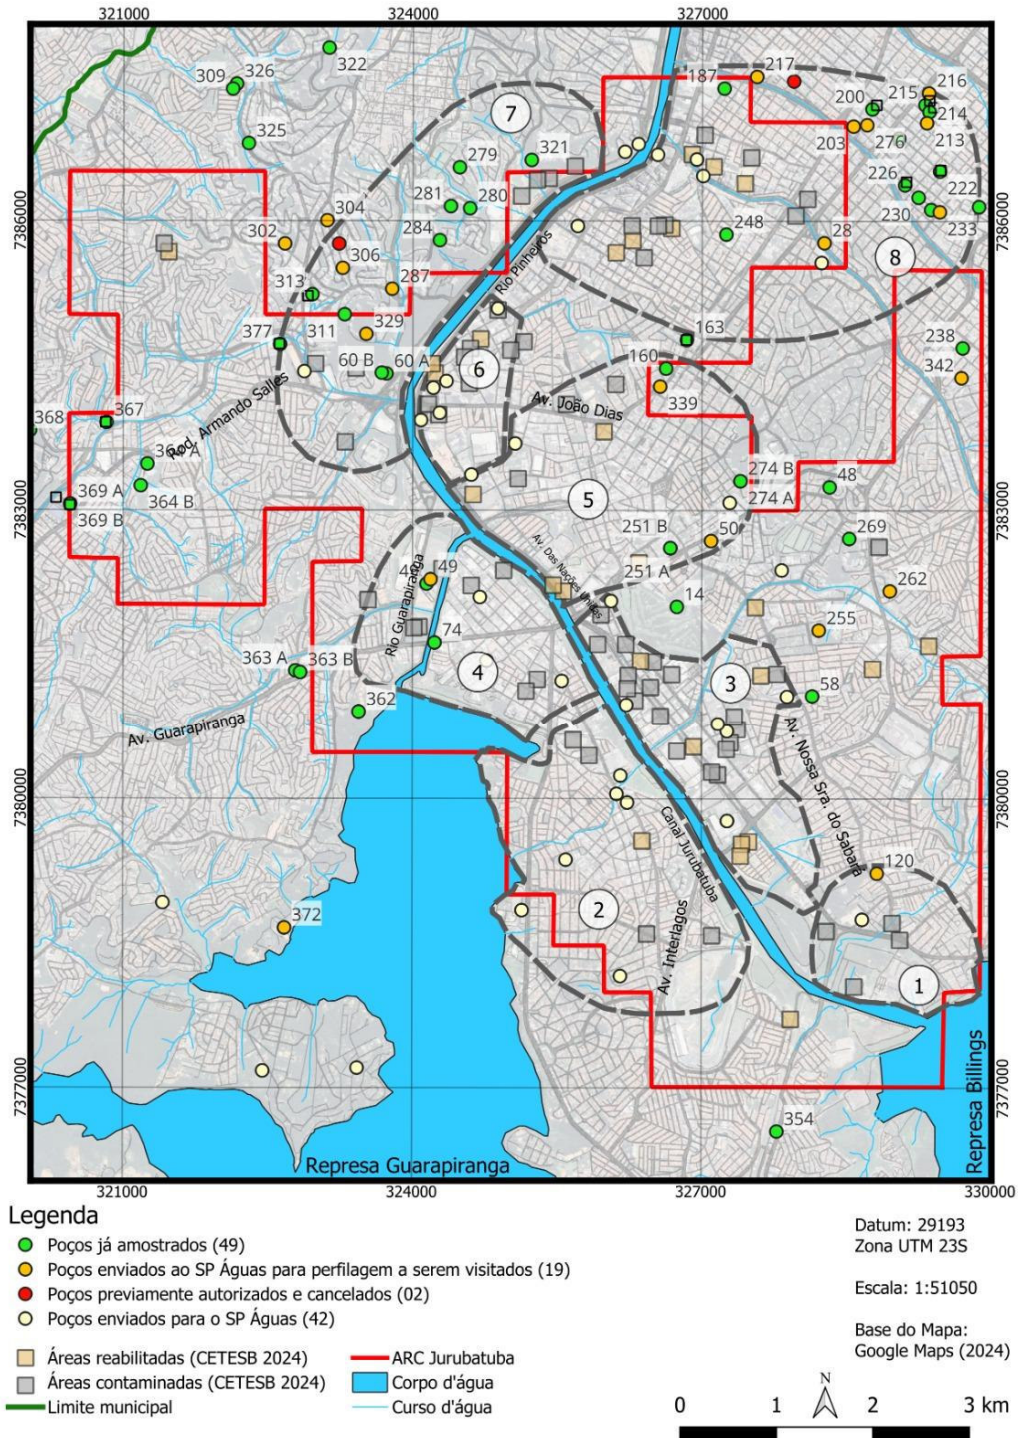 321000
324000
327000
322
326
309
325
7
279
321
281
280
284
187
217
200
215
216
214
213
203
276
226
222
230
233
248
28
8
7386000
7386000
304
302
306
287
313
311
329
377
60 B
60 A
Rio Pinheiros
6
163
160
339
238
342
Av. João Dias
Rod. Armando Salles
368
367
364 B
369 A
369 B
274 B
274 A
48
5
7383000
7383000
251 B
50
251 A
269
Av. Das Nações Unidas
49
Rio Guarapiranga
14
262
255
74
363 A
363 B
4
3
58
362
Av. Guarapiranga
Av. Nossa Sra. do Sabará
7380000
7380000
Canal Jurubatuba
120
2
372
Av. Interlagos
1
7377000
7377000
354
Represa Billings
Represa Guarapiranga
321000
324000
327000
330000
Legenda
Poços já amostrados (49)
Poços enviados ao SP Águas para perfilagem a serem visitados (19)
Poços previamente autorizados e cancelados (02)
Poços enviados para o SP Águas (42)
Áreas reabilitadas (CETESB 2024)
Áreas contaminadas (CETESB 2024)
Limite municipal
ARC Jurubatuba
Corpo d'água
Curso d'água
Datum: 29193
Zona UTM 23S
Escala: 1:51050
Base do Mapa:
Google Maps (2024)
N
0 1 2 3 km